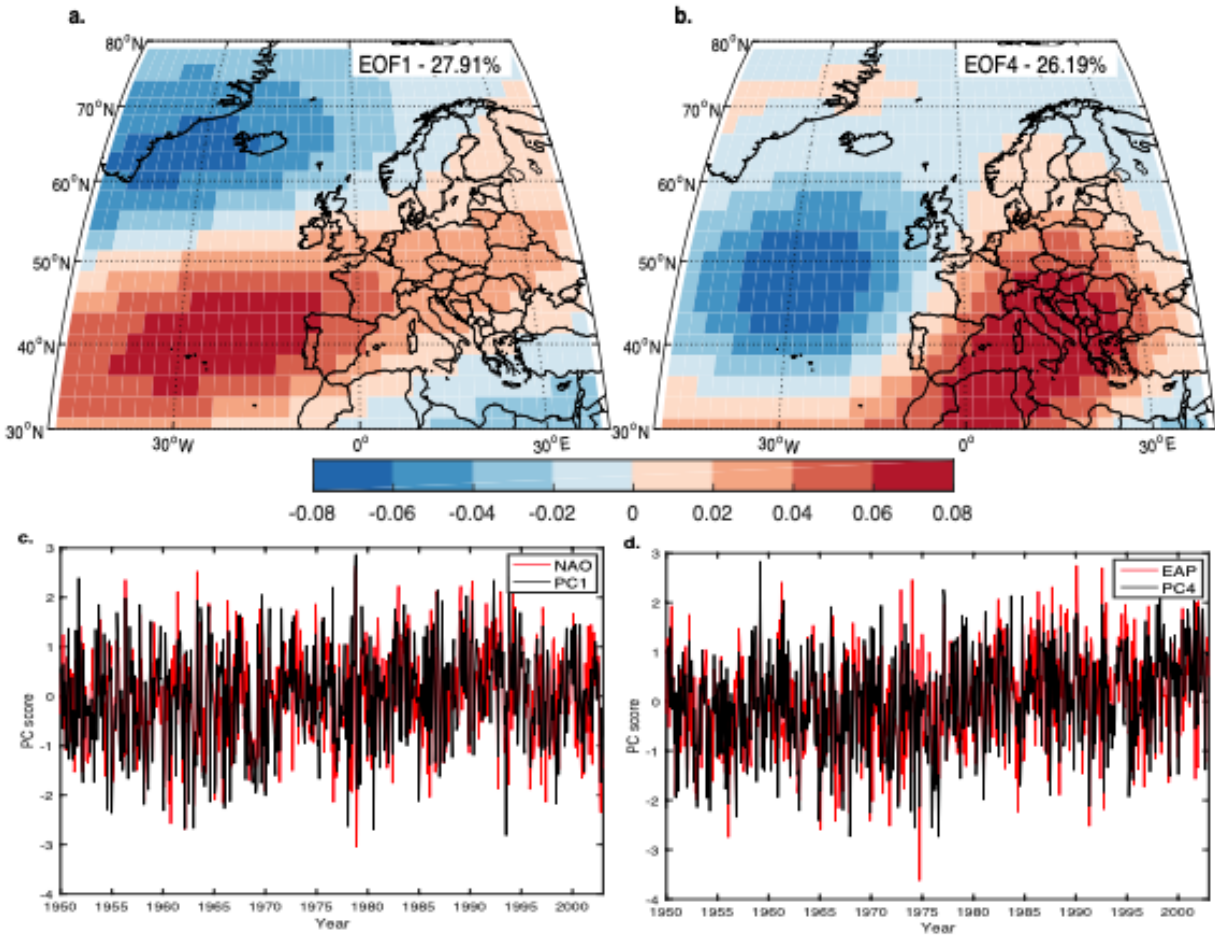 a.
b.
80°N
EOF1 - 27.91%
80°N
EOF4 - 26.19%
70°N
70°N
60°N
60°N
50°N
50°N
40°N
40°N
30°N
30°W
0°
30°E
30°N
30°W
0°
30°E
-0.08 -0.06 -0.04 -0.02 0 0.02 0.04 0.06 0.08
c.
3
NAO
PC1
2
1
0
-1
-2
-3
-4
PC score
1950 1955 1960 1965 1970 1975 1980 1985 1990 1995 2000
Year
d.
3
EAP
PC4
2
1
0
-1
-2
-3
-4
PC score
1950 1955 1960 1965 1970 1975 1980 1985 1990 1995 2000
Year